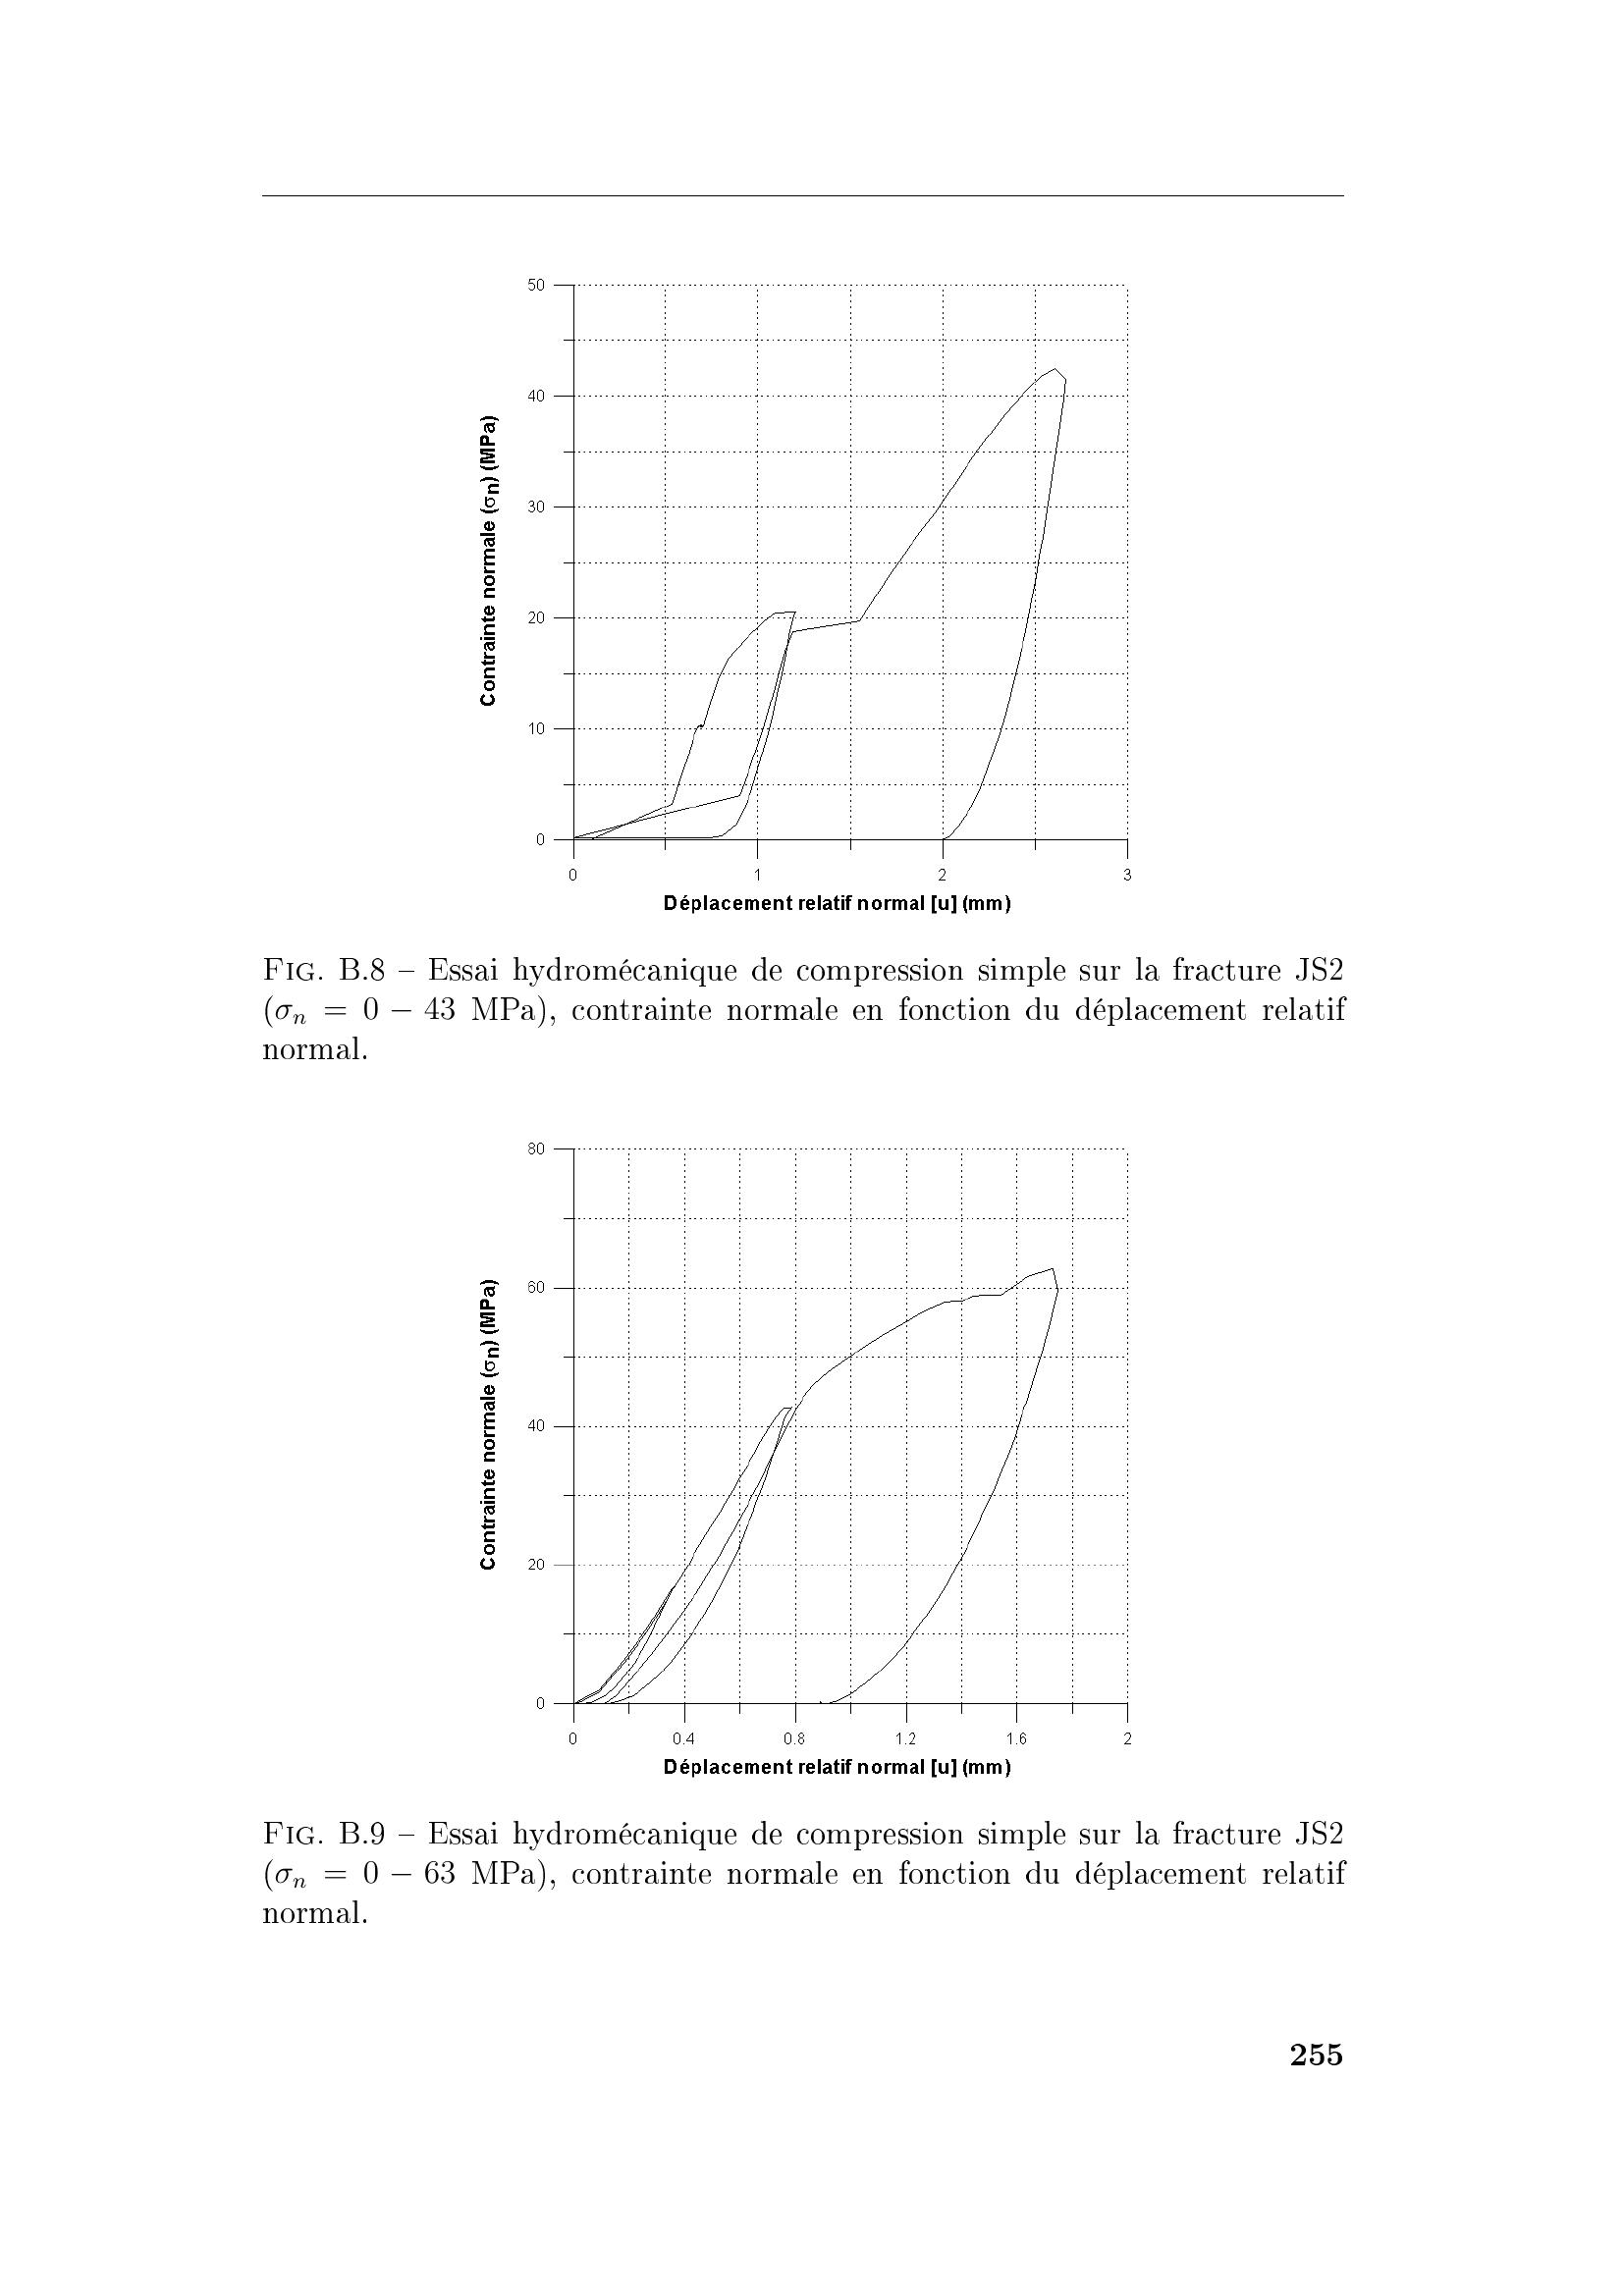 50
40
30
20
10
0
0 1 2 3
Contrainte normale (σn) (MPa)
Déplacement relatif normal [u] (mm)
FIG. B.8 – Essai hydromécanique de compression simple sur la fracture JS2
(σn = 0 − 43 MPa), contrainte normale en fonction du déplacement relatif
normal.
80
60
40
20
0
0 0.4 0.8 1.2 1.6 2
Contrainte normale (σn) (MPa)
Déplacement relatif normal [u] (mm)
FIG. B.9 – Essai hydromécanique de compression simple sur la fracture JS2
(σn = 0 − 63 MPa), contrainte normale en fonction du déplacement relatif
normal.
255